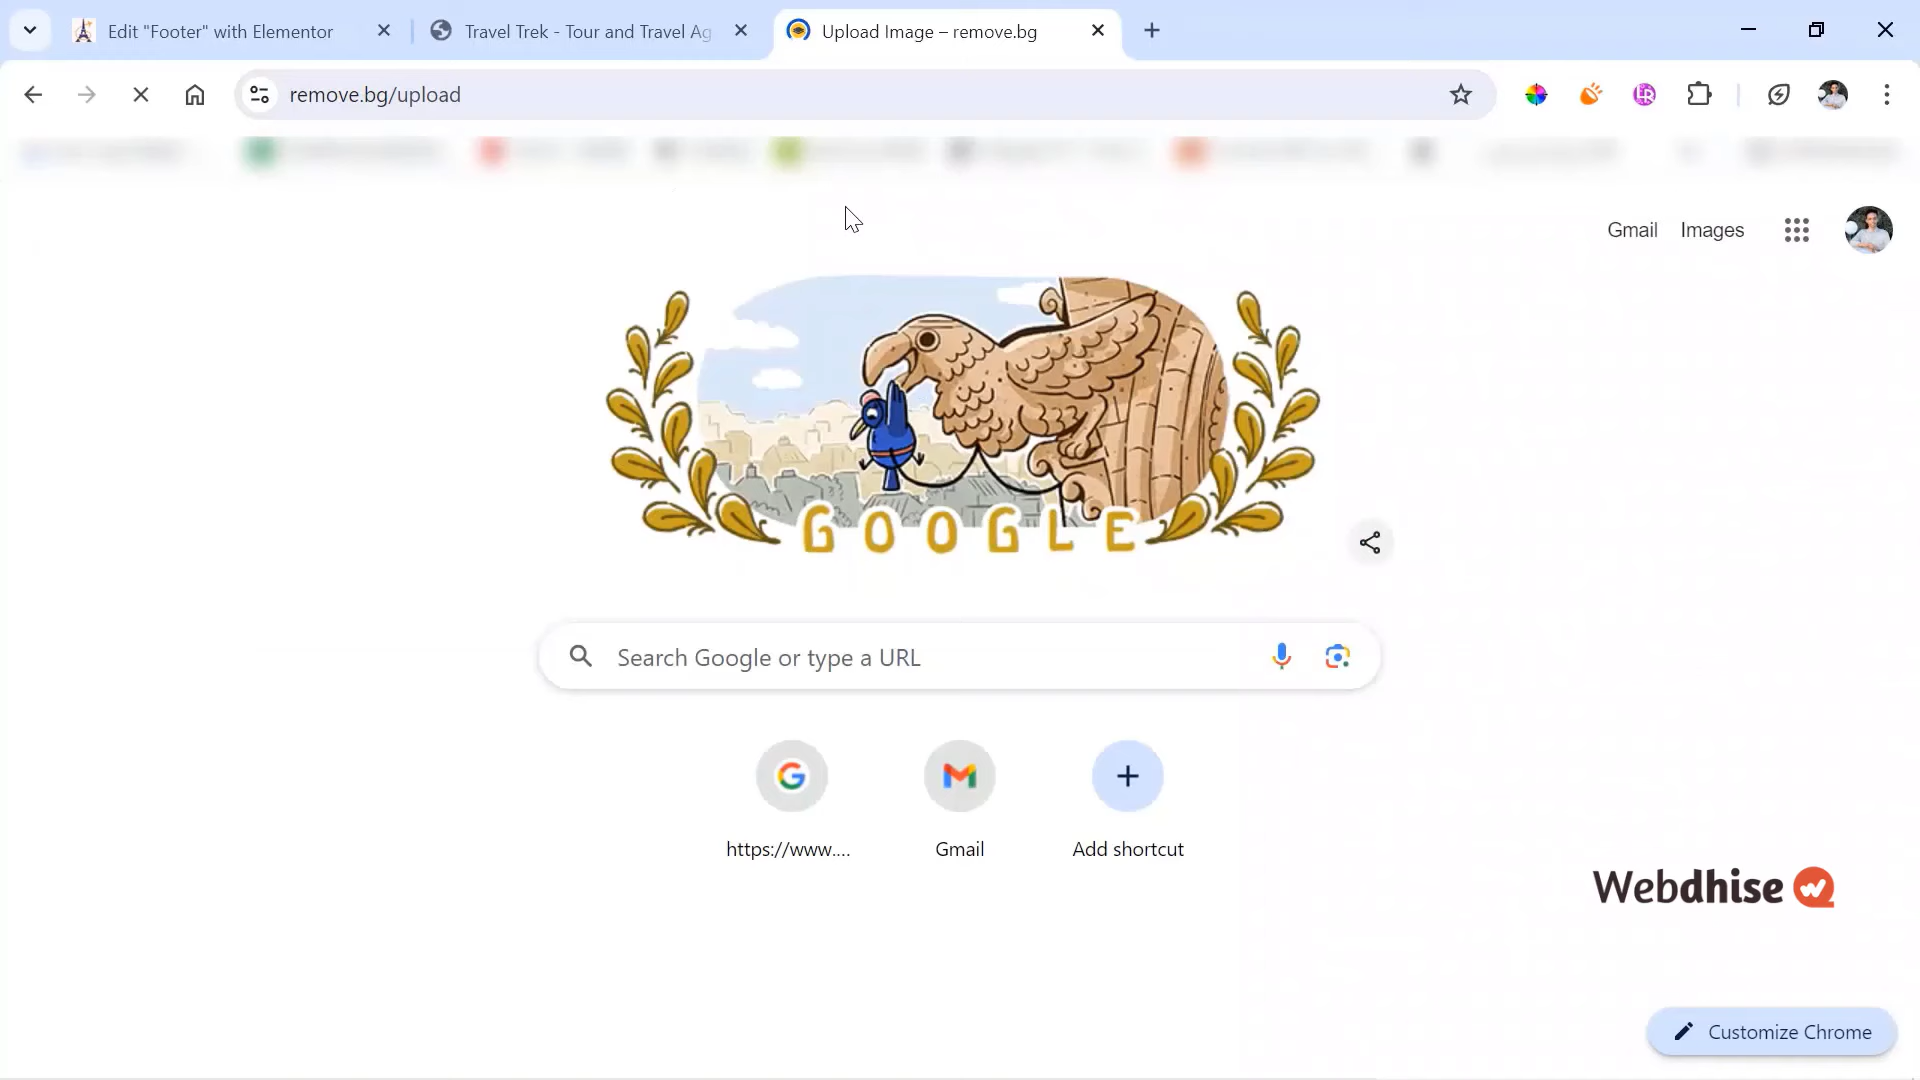 Edit "Footer" with Elementor
Travel Trek - Tour and Travel Ag
Upload Image – remove.bg
remove.bg/upload
LR
Gmail Images
GOOGLE
Search Google or type a URL
https://www....
Gmail
Add shortcut
Webdhise
Customize Chrome